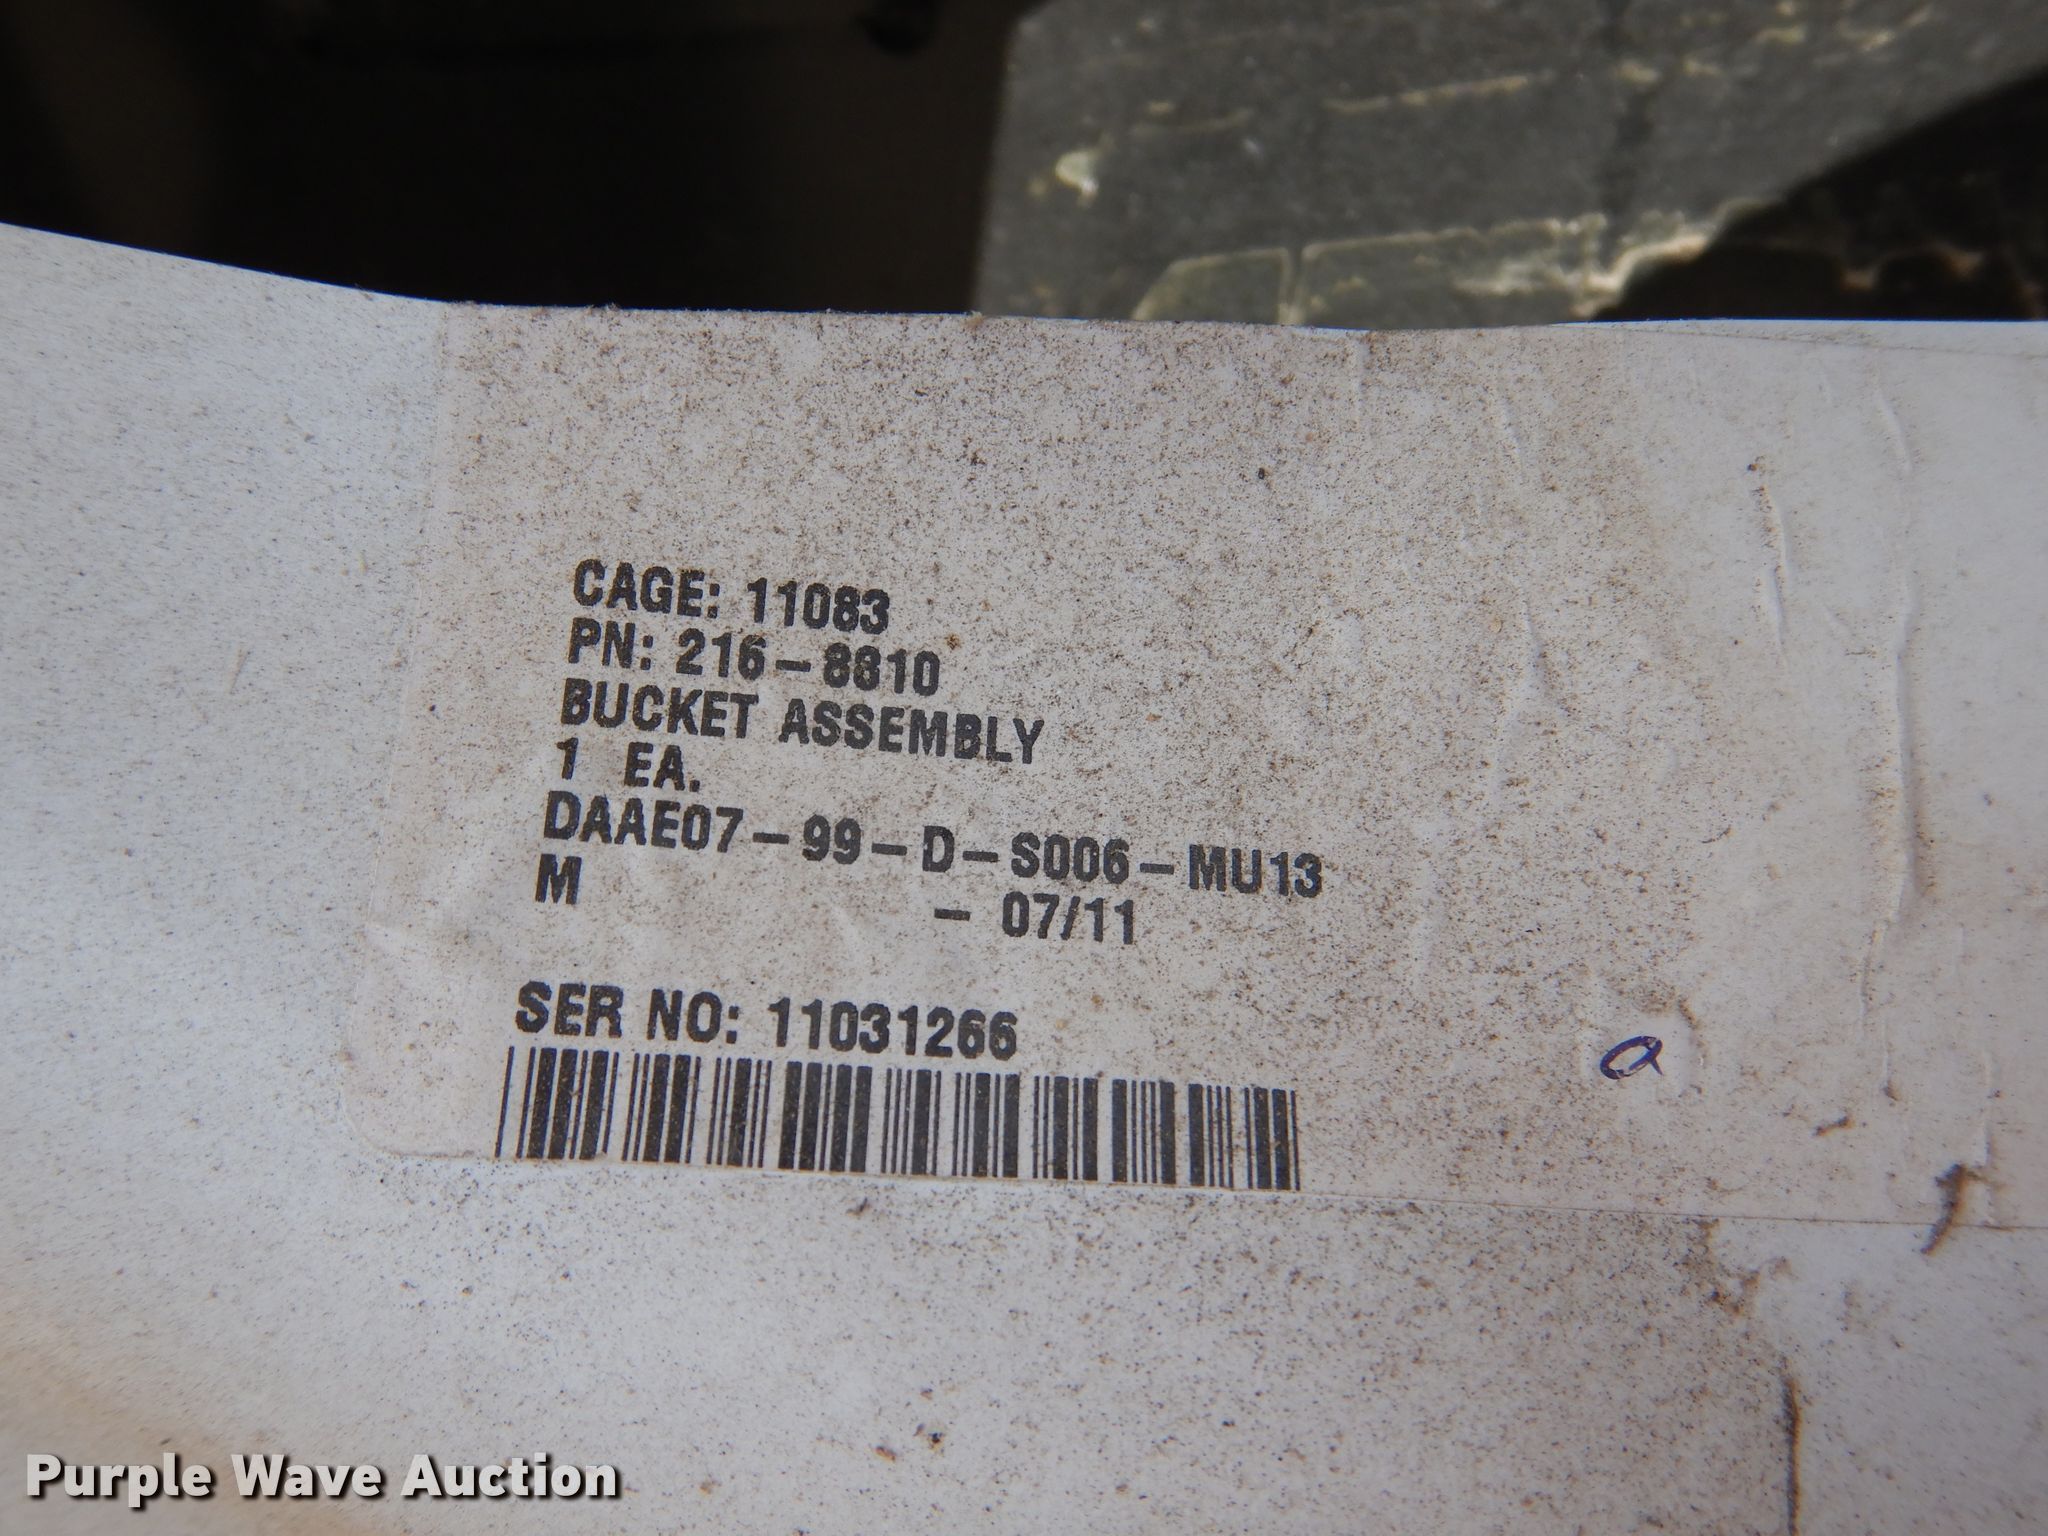 CAGE: 11083
PN: 216-8810
BUCKET ASSEMBLY
1 EA.
DAAE07-99-D-S006-MU13
M - 07/11
SER NO: 11031266
a
Purple Wave Auction